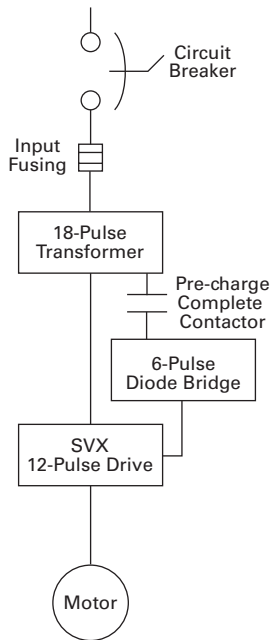 Circuit
Breaker
Input
Fusing
18-Pulse
Transformer
Pre-charge
Complete
Contactor
6-Pulse
Diode Bridge
SVX
12-Pulse Drive
Motor